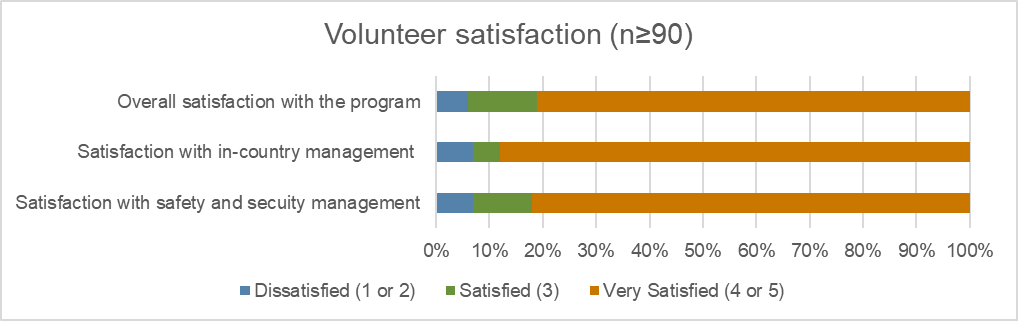 Volunteer satisfaction (n≥90)
Overall satisfaction with the program
Satisfaction with in-country management
Satisfaction with safety and secuity management
0% 10% 20% 30% 40% 50% 60% 70% 80% 90% 100%
Dissatisfied (1 or 2) Satisfied (3) Very Satisfied (4 or 5)